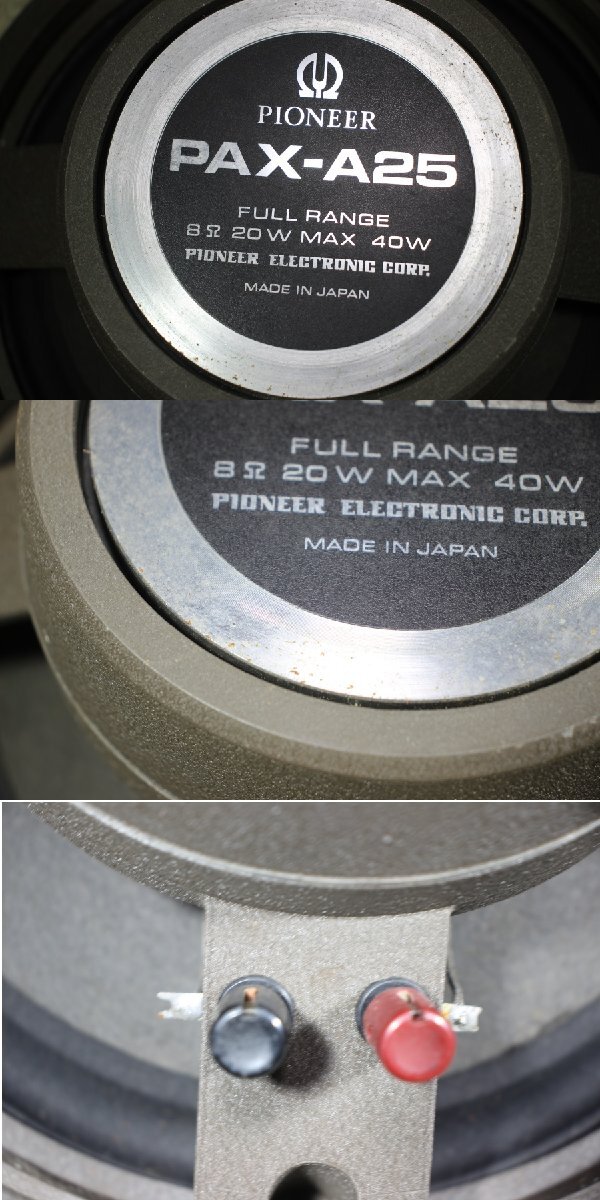 PIONEER
PAX-A25
FULL RANGE
8Ω 20W MAX 40W
PIONEER ELECTRONIC CORP.
MADE IN JAPAN
FULL RANGE
8Ω 20W MAX 40W
PIONEER ELECTRONIC CORP.
MADE IN JAPAN